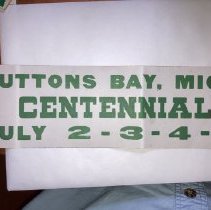 UTTONS BAY, MIC
CENTENNIAL
ULY 2-3-4-